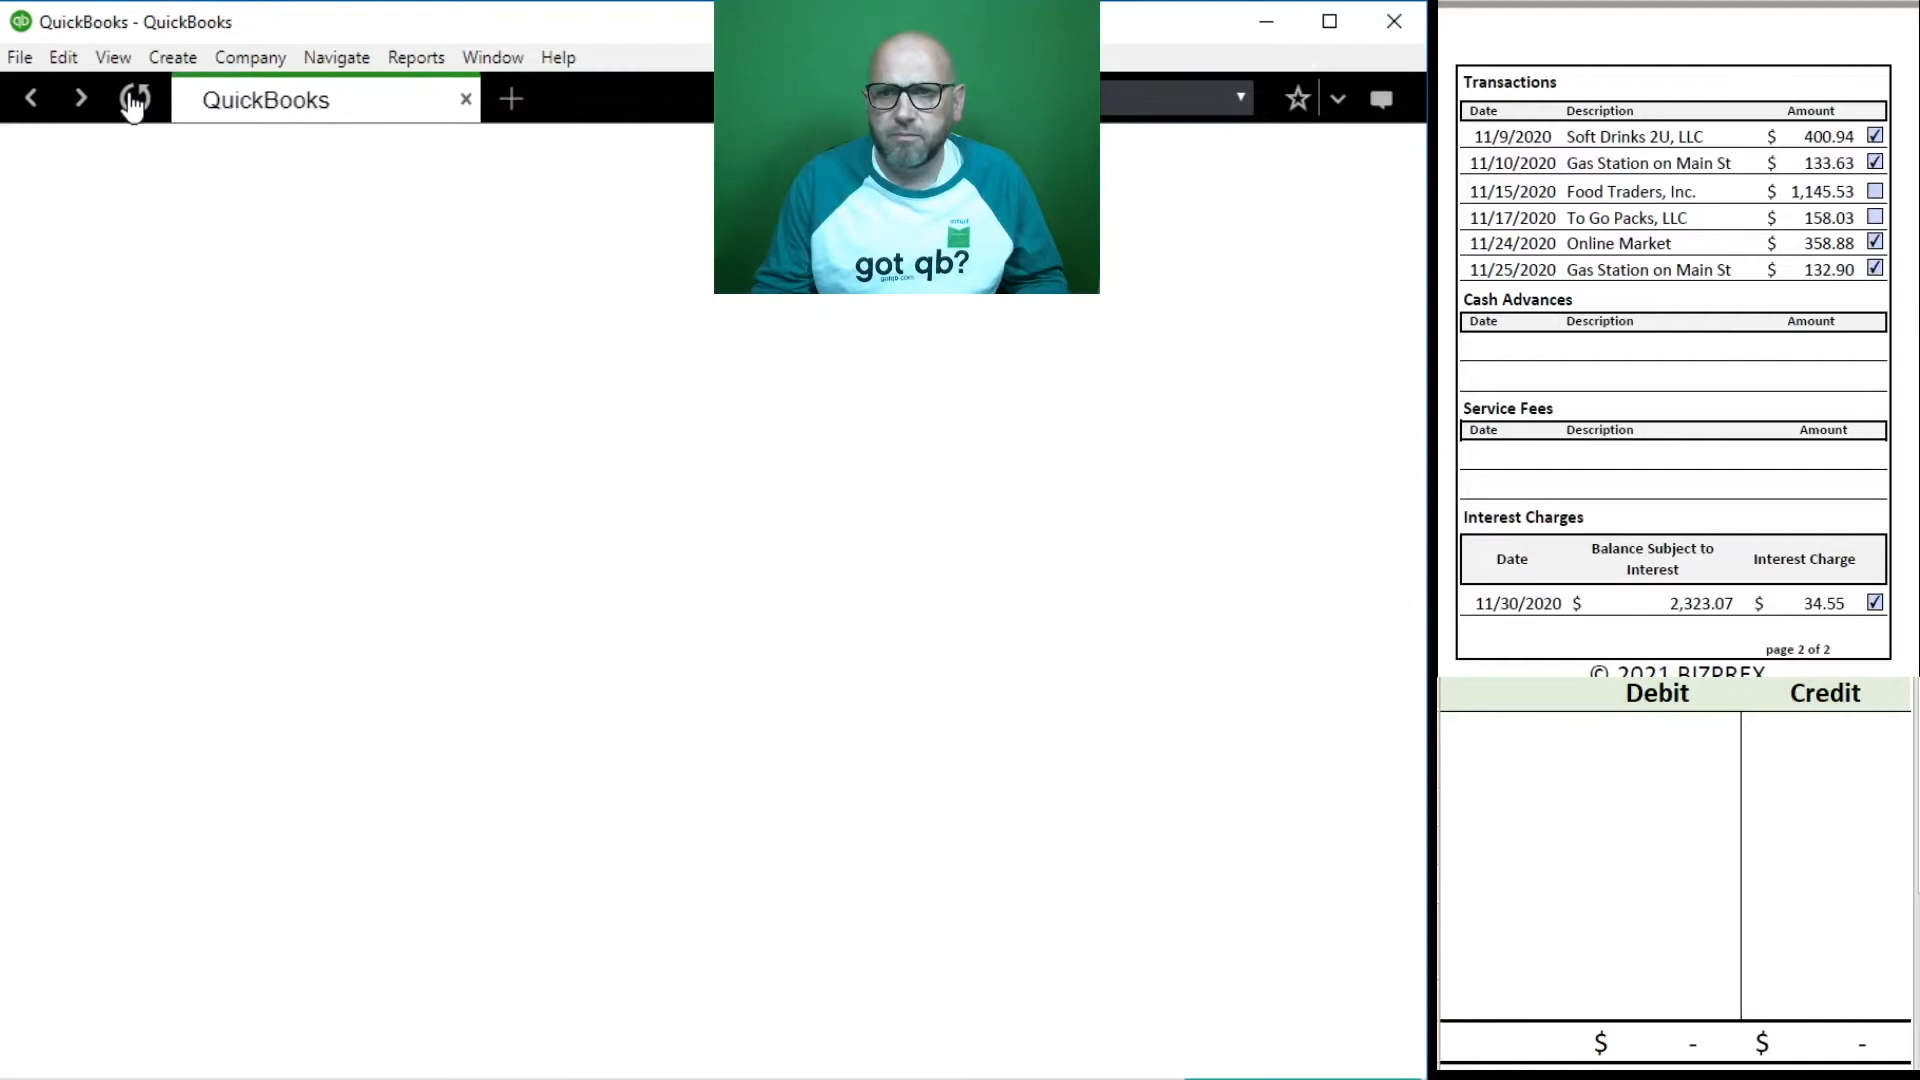 QuickBooks - QuickBooks
File Edit View Create Company Navigate Reports Window Help
QuickBooks
intuit
got qb?
gotqb.com
Transactions
Date Description Amount
11/9/2020 Soft Drinks 2U, LLC $ 400.94
11/10/2020 Gas Station on Main St $ 133.63
11/15/2020 Food Traders, Inc. $ 1,145.53
11/17/2020 To Go Packs, LLC $ 158.03
11/24/2020 Online Market $ 358.88
11/25/2020 Gas Station on Main St $ 132.90
Cash Advances
Date Description Amount
Service Fees
Date Description Amount
Interest Charges
Date Balance Subject to Interest Interest Charge
11/30/2020 $ 2,323.07 $ 34.55
page 2 of 2
© 2021 BIZPREX
Debit Credit
$ - $ -